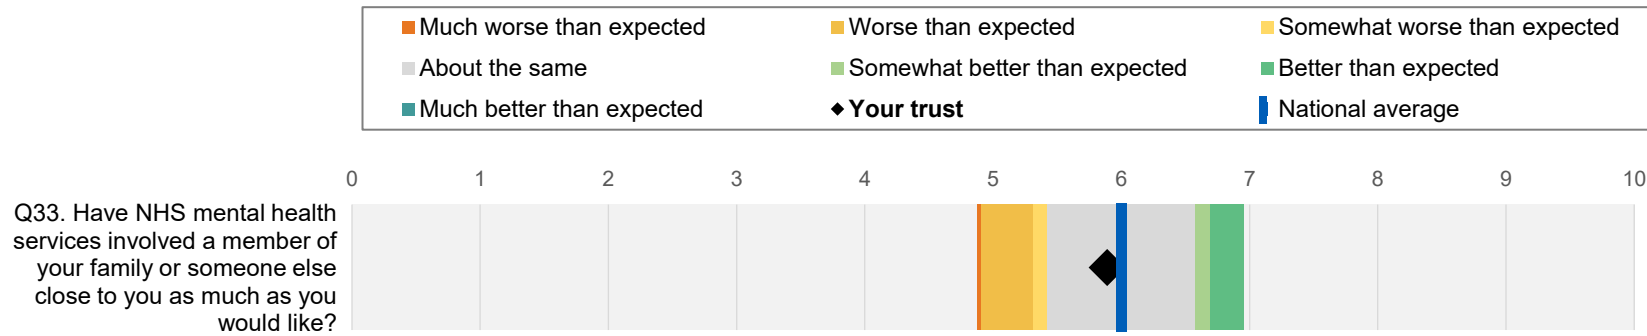 Much worse than expected
Worse than expected
Somewhat worse than expected
About the same
Somewhat better than expected
Better than expected
Much better than expected
Your trust
National average
0 1 2 3 4 5 6 7 8 9 10
Q33. Have NHS mental health
services involved a member of
your family or someone else
close to you as much as you
would like?